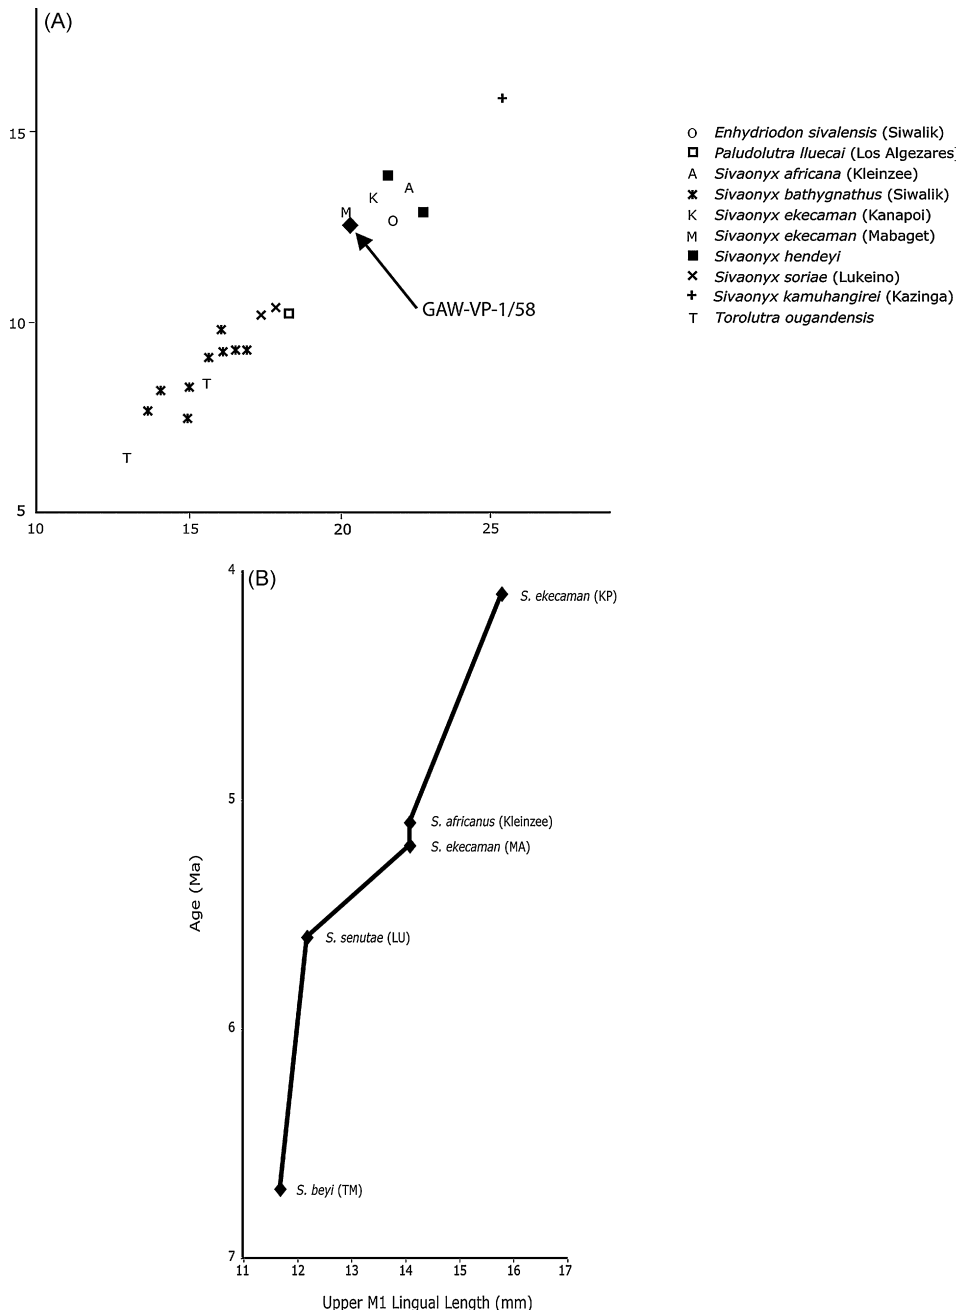 (A)
15
10
5
10
15
20
25
M
K
A
O
T
T
GAW-VP-1/58
O Enhydriodon sivalensis (Siwalik)
Paludolutra lluecai (Los Algezares)
A Sivaonyx africana (Kleinzee)
Sivaonyx bathygnathus (Siwalik)
K Sivaonyx ekecaman (Kanapoi)
M Sivaonyx ekecaman (Mabaget)
Sivaonyx hendeyi
Sivaonyx soriae (Lukeino)
Sivaonyx kamuhangirei (Kazinga)
T Torolutra ougandensis
(B)
4
5
6
7
Age (Ma)
S. ekecaman (KP)
S. africanus (Kleinzee)
S. ekecaman (MA)
S. senutae (LU)
S. beyi (TM)
11 12 13 14 15 16 17
Upper M1 Lingual Length (mm)